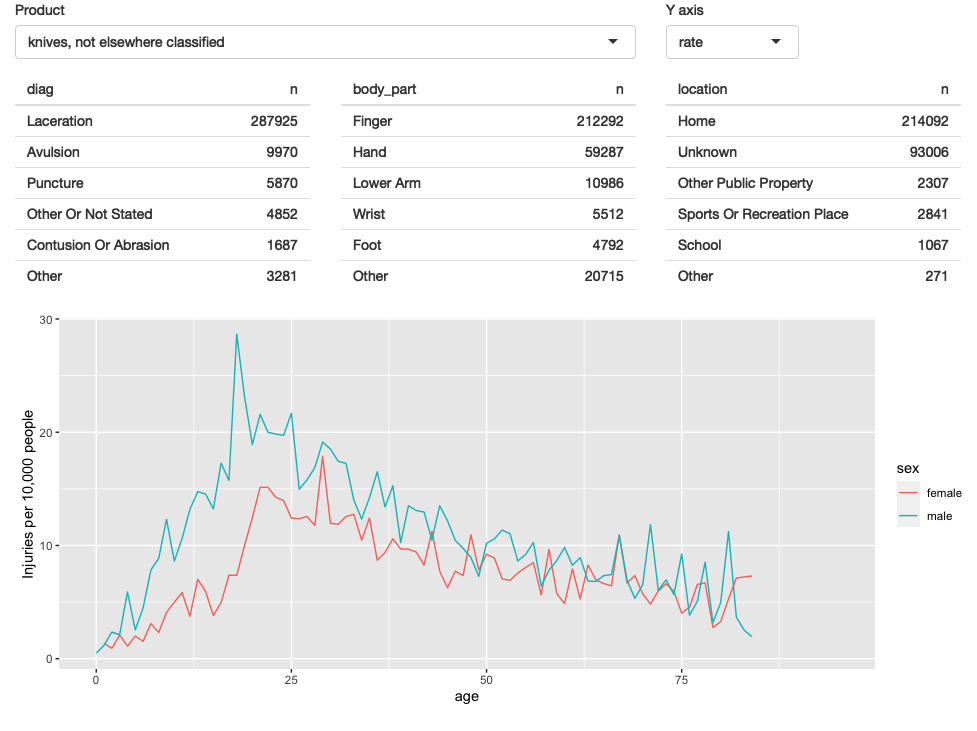 Product Y axis
knives, not elsewhere classified rate
diag n body_part n location n
Laceration 287925 Finger 212292 Home 214092
Avulsion 9970 Hand 59287 Unknown 93006
Puncture 5870 Lower Arm 10986 Other Public Property 2307
Other Or Not Stated 4852 Wrist 5512 Sports Or Recreation Place 2841
Contusion Or Abrasion 1687 Foot 4792 School 1067
Other 3281 Other 20715 Other 271
30
20
10
0
Injuries per 10,000 people
0 25 50 75
age
sex
female
male